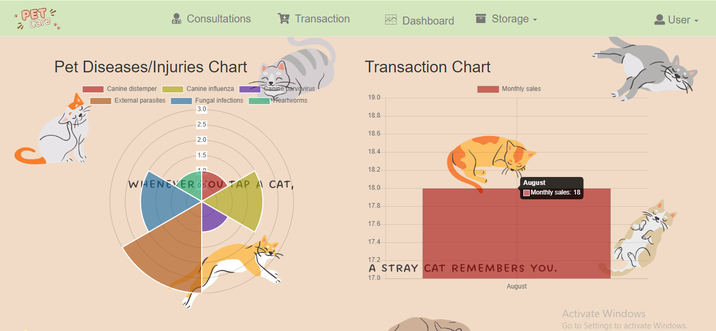 PET
Care
Consultations
Transaction
Dashboard
Storage
User
Pet Diseases/Injuries Chart
Canine distemper
Canine influenza
Canine parvovirus
External parasites
Fungal infections
Heartworms
3.0
2.5
2.0
1.5
1.0
WHENEVER YOU TAP A CAT,
Transaction Chart
Monthly sales
19.0
18.8
18.6
18.4
18.2
18.0
17.8
17.6
17.4
17.2
17.0
August
Monthly sales: 18
A STRAY CAT REMEMBERS YOU.
August
Activate Windows
Go to Settings to activate Windows.